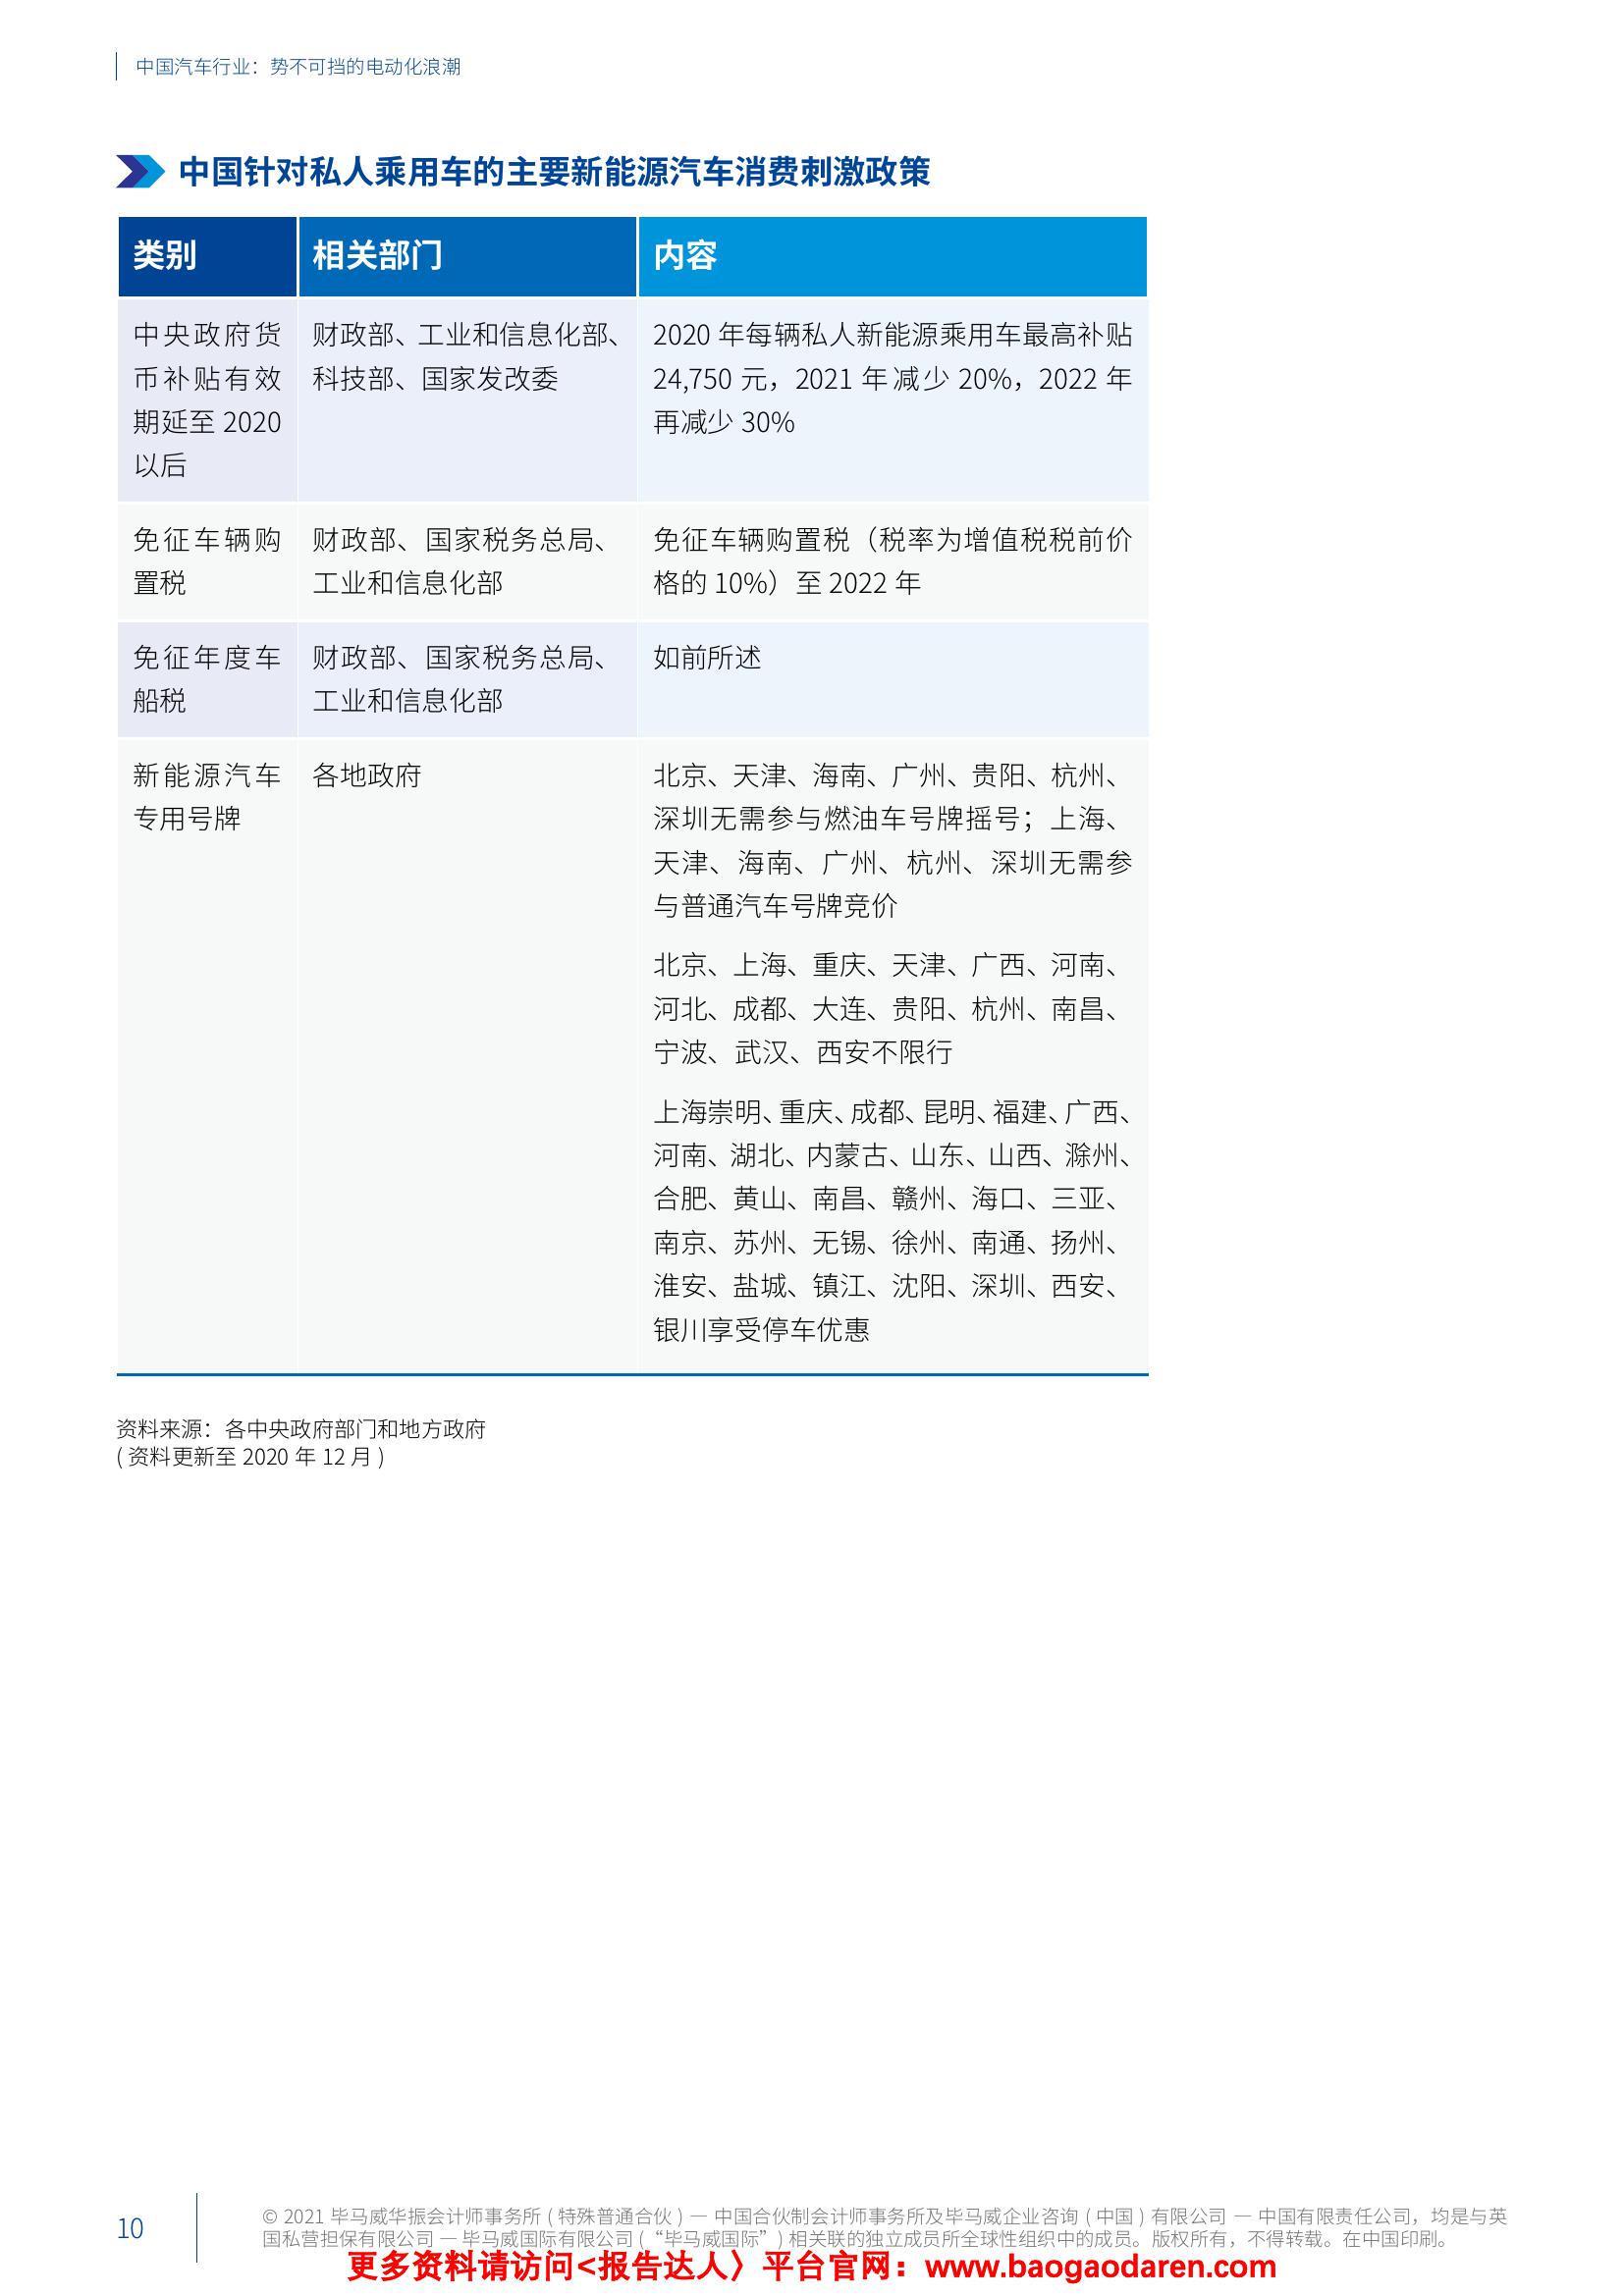 中国汽车行业：势不可挡的电动化浪潮
中国针对私人乘用车的主要新能源汽车消费刺激政策
类别
相关部门
内容
中央政府货
币补贴有效
期延至 2020
以后
财政部、工业和信息化部、
科技部、国家发改委
2020 年每辆私人新能源乘用车最高补贴
24,750 元，2021 年减少 20%，2022 年
再减少 30%
免征车辆购
置税
财政部、国家税务总局、
工业和信息化部
免征车辆购置税（税率为增值税税前价
格的 10%）至 2022 年
免征年度车
船税
财政部、国家税务总局、
工业和信息化部
如前所述
新能源汽车
专用号牌
各地政府
北京、天津、海南、广州、贵阳、杭州、
深圳无需参与燃油车号牌摇号；上海、
天津、海南、广州、杭州、深圳无需参
与普通汽车号牌竞价
北京、上海、重庆、天津、广西、河南、
河北、成都、大连、贵阳、杭州、南昌、
宁波、武汉、西安不限行
上海崇明、重庆、成都、昆明、福建、广西、
河南、湖北、内蒙古、山东、山西、滁州、
合肥、黄山、南昌、赣州、海口、三亚、
南京、苏州、无锡、徐州、南通、扬州、
淮安、盐城、镇江、沈阳、深圳、西安、
银川享受停车优惠
资料来源：各中央政府部门和地方政府
( 资料更新至 2020 年 12 月 )
10
© 2021 毕马威华振会计师事务所 ( 特殊普通合伙 ) — 中国合伙制会计师事务所及毕马威企业咨询 ( 中国 ) 有限公司 — 中国有限责任公司，均是与英
国私营担保有限公司 — 毕马威国际有限公司 ( “毕马威国际” ) 相关联的独立成员所全球性组织中的成员。版权所有，不得转载。在中国印刷。
更多资料请访问<报告达人〉平台官网：www.baogaodaren.com